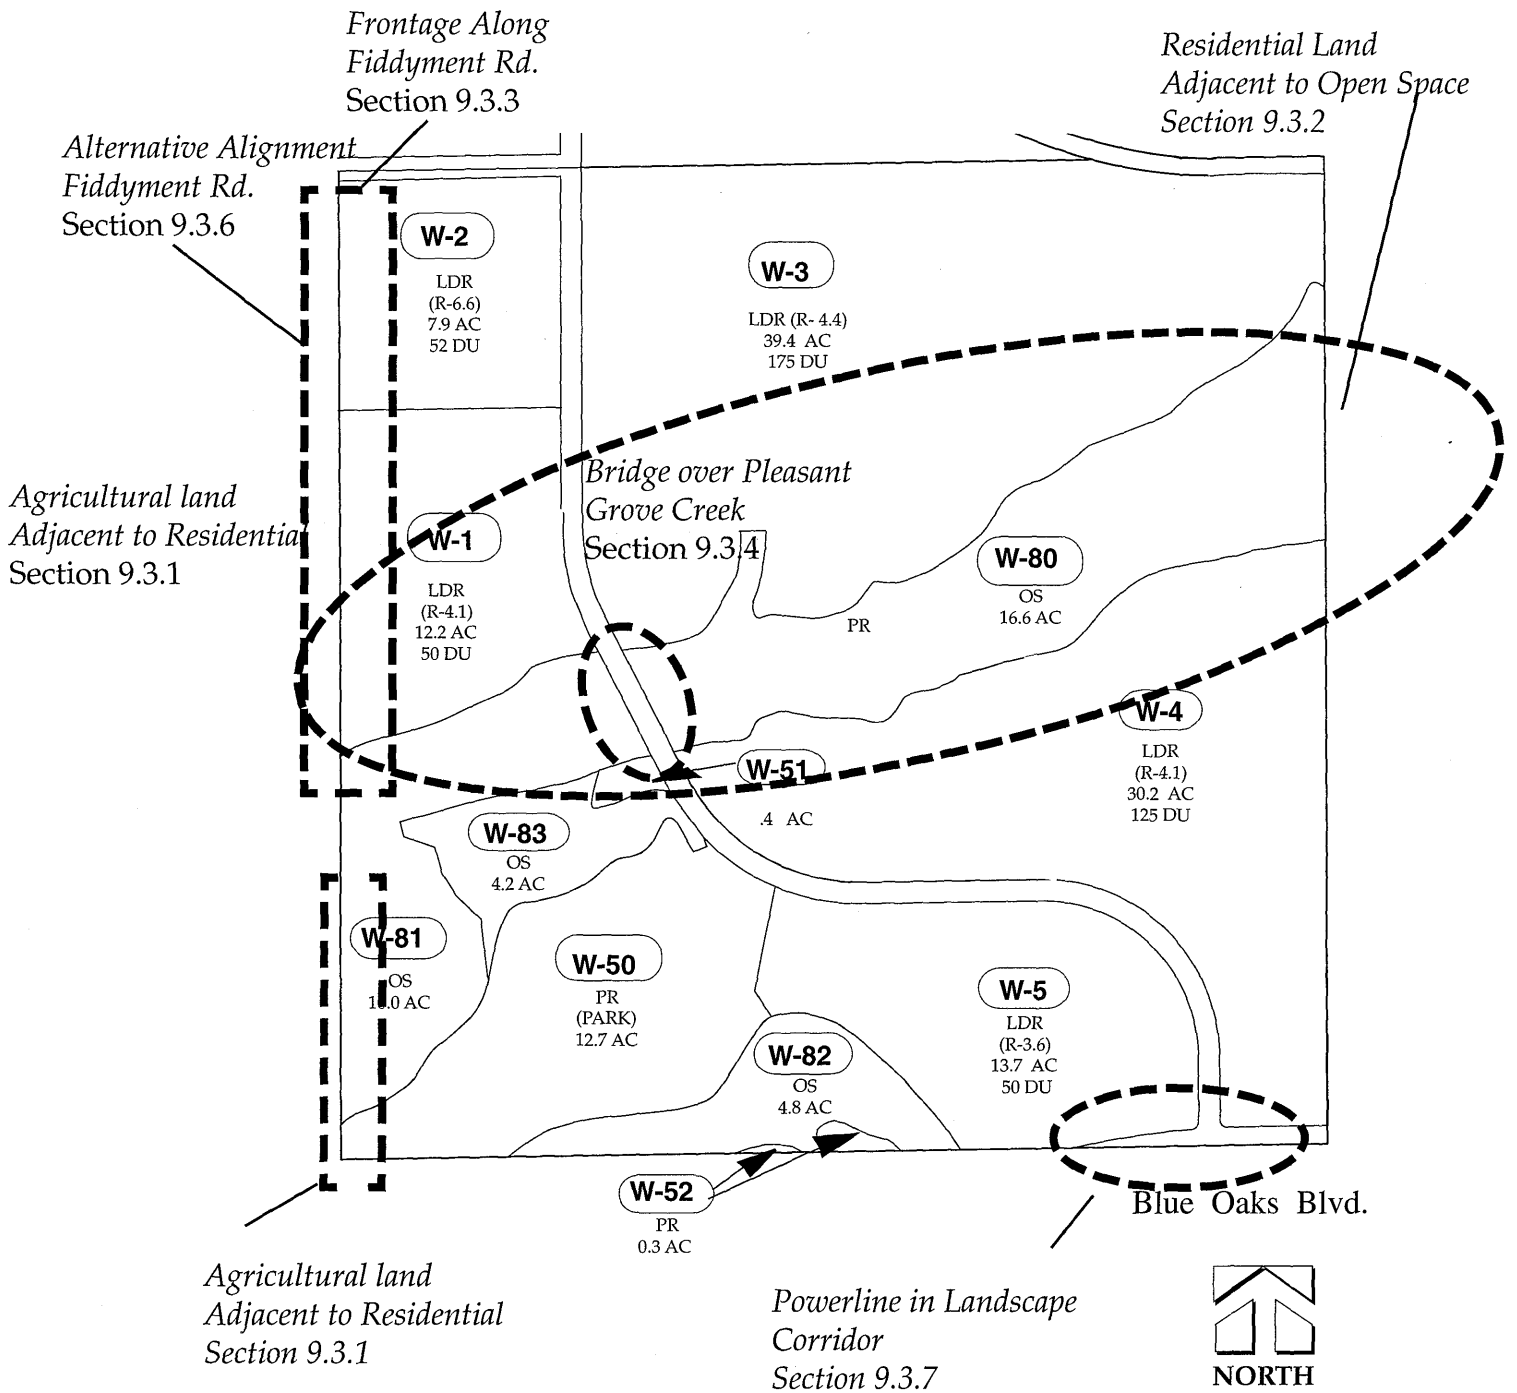 Frontage Along
Fiddyment Rd.
Section 9.3.3
Residential Land
Adjacent to Open Space
Section 9.3.2
Alternative Alignment
Fiddyment Rd.
Section 9.3.6
W-2
LDR
(R-6.6)
7.9 AC
52 DU
W-3
LDR (R- 4.4)
39.4 AC
175 DU
Agricultural land
Adjacent to Residential
Section 9.3.1
Bridge over Pleasant
Grove Creek
Section 9.3.4
W-1
LDR
(R-4.1)
12.2 AC
50 DU
W-80
OS
16.6 AC
PR
W-4
LDR
(R-4.1)
30.2 AC
125 DU
W-51
.4 AC
W-83
OS
4.2 AC
W-81
OS
AC
W-50
PR
(PARK)
12.7 AC
W-5
LDR
(R-3.6)
13.7 AC
50 DU
W-82
OS
4.8 AC
W-52
PR
0.3 AC
Blue Oaks Blvd.
Agricultural land
Adjacent to Residential
Section 9.3.1
Powerline in Landscape
Corridor
Section 9.3.7
NORTH